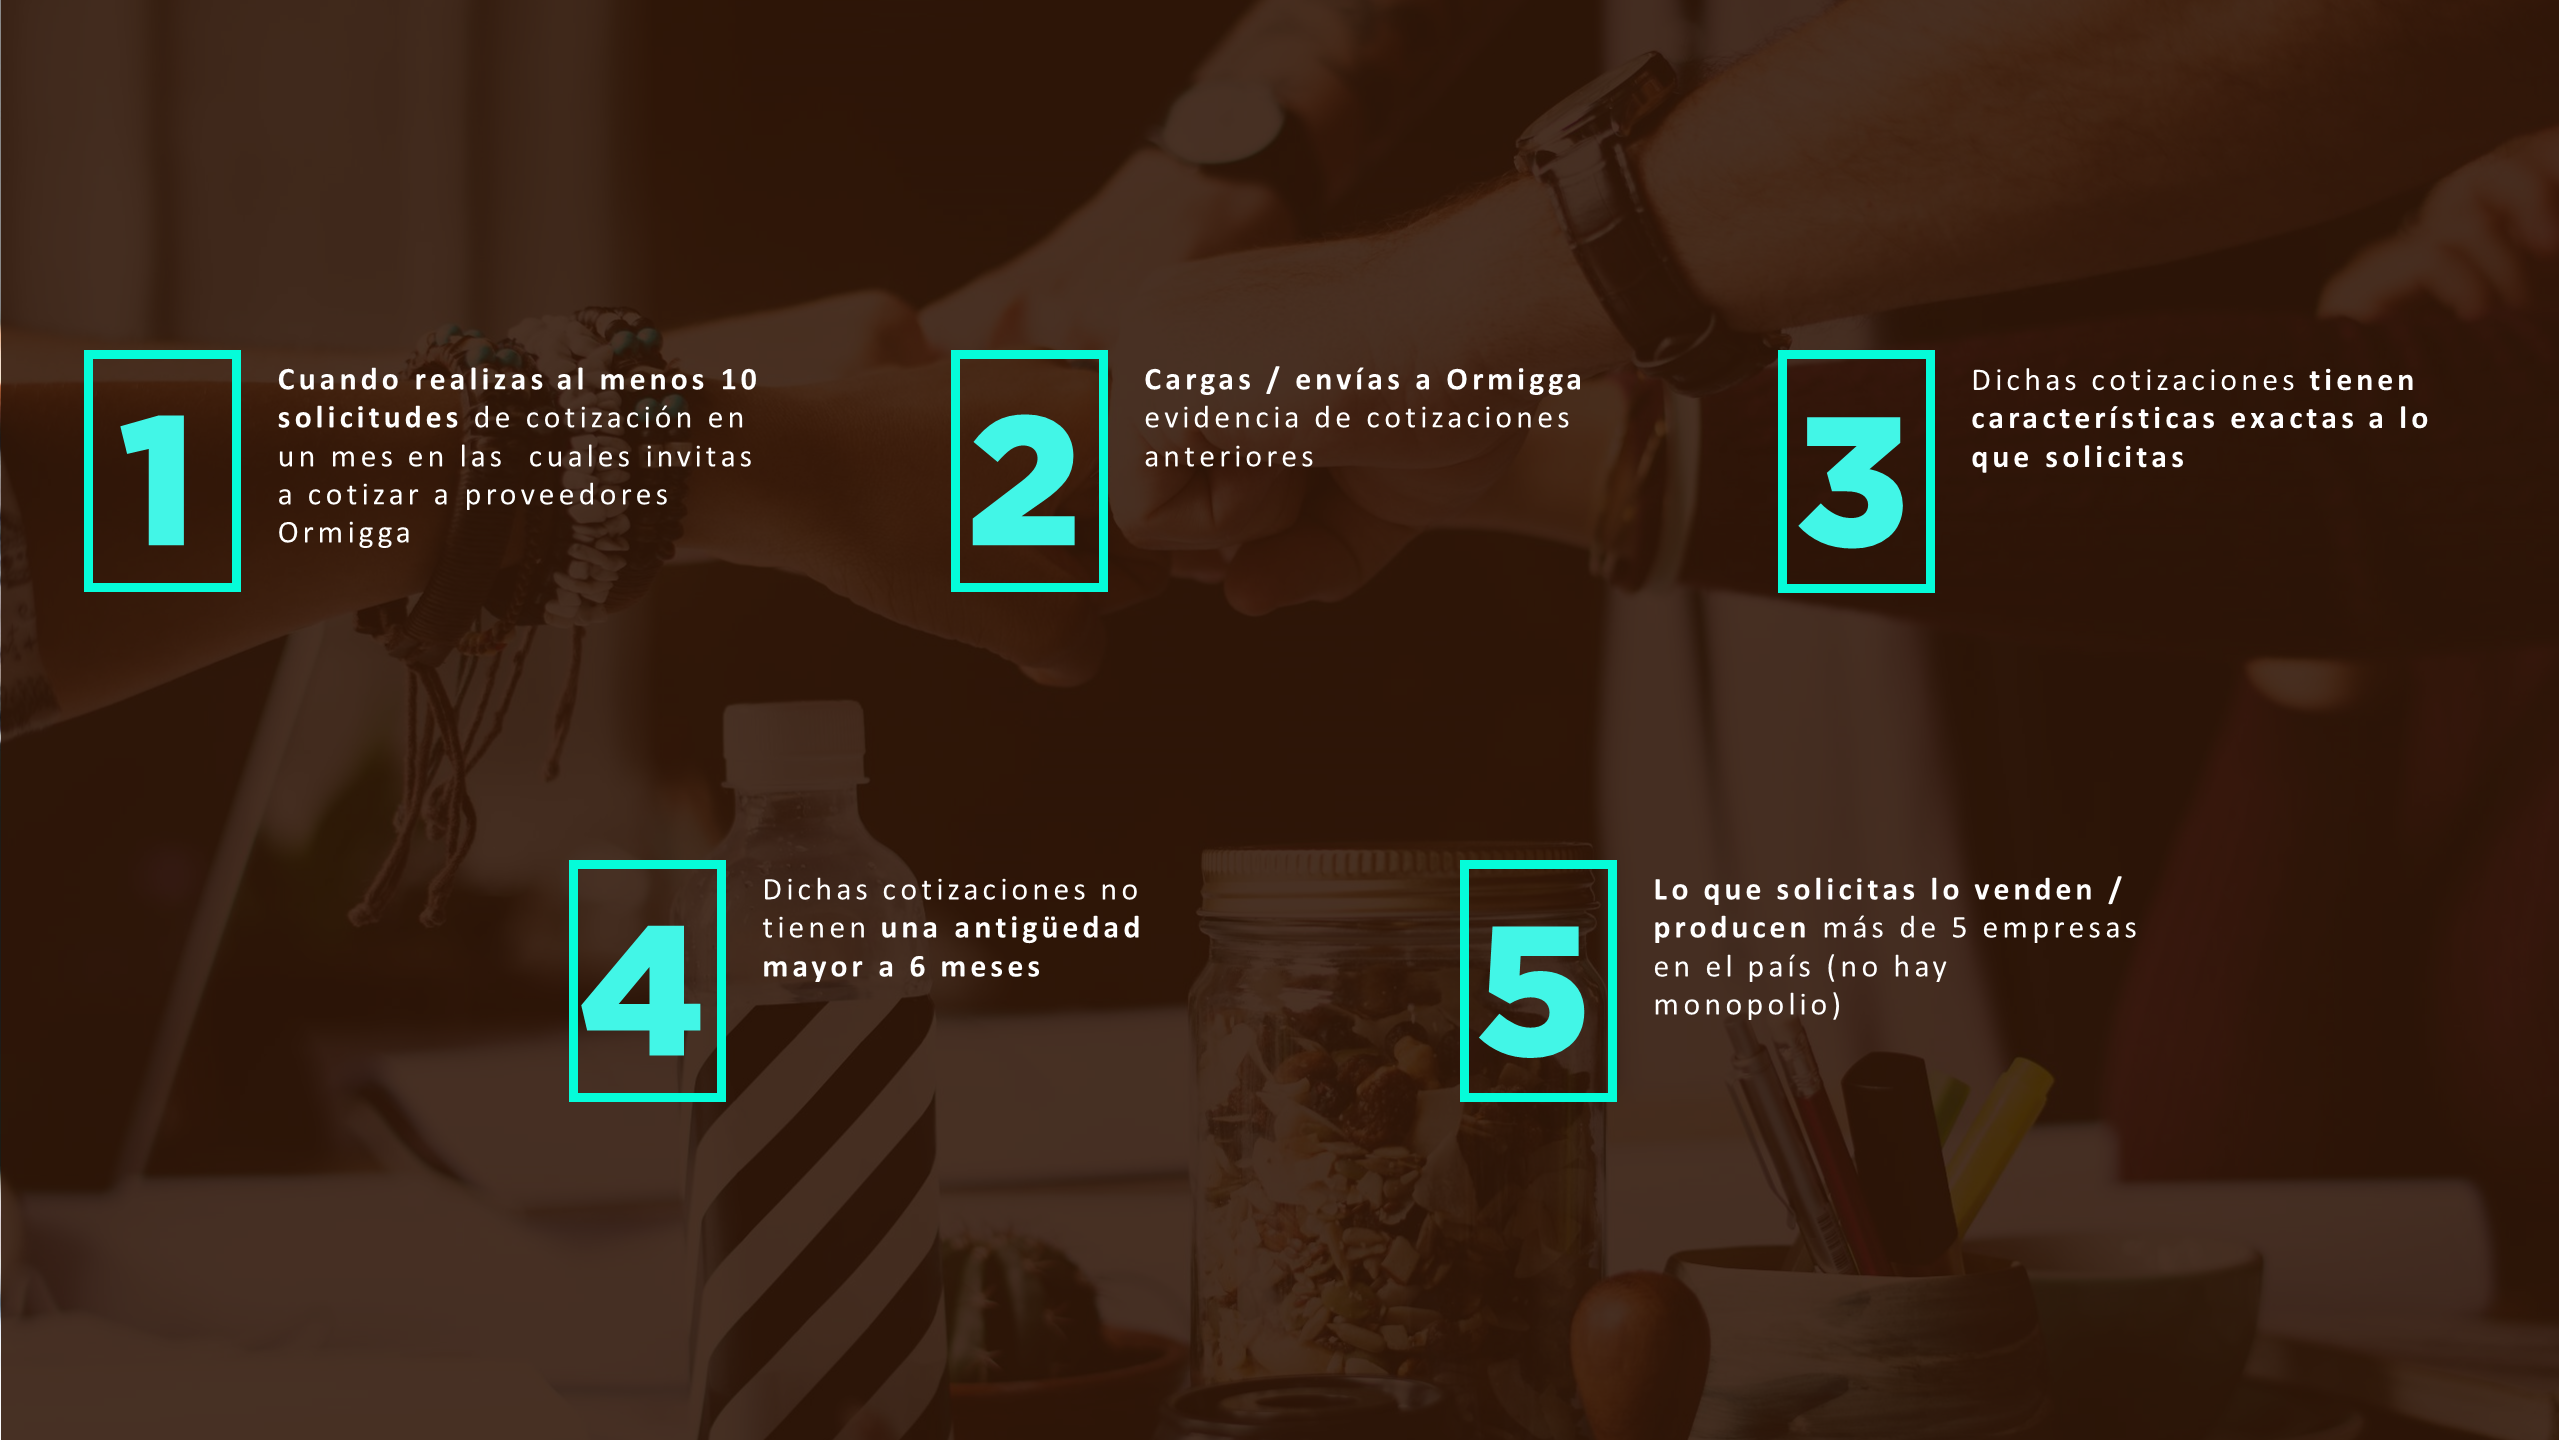 1
Cuando realizas al menos 10
solicitudes de cotización en
un mes en las  cuales invitas
a cotizar a proveedores
Ormigga
2
Cargas / envías a Ormigga
evidencia de cotizaciones
anteriores
3
Dichas cotizaciones tienen
características exactas a lo
que solicitas
4
Dichas cotizaciones no
tienen una antigüedad
mayor a 6 meses
5
Lo que solicitas lo venden /
producen más de 5 empresas
en el país (no hay
monopolio)